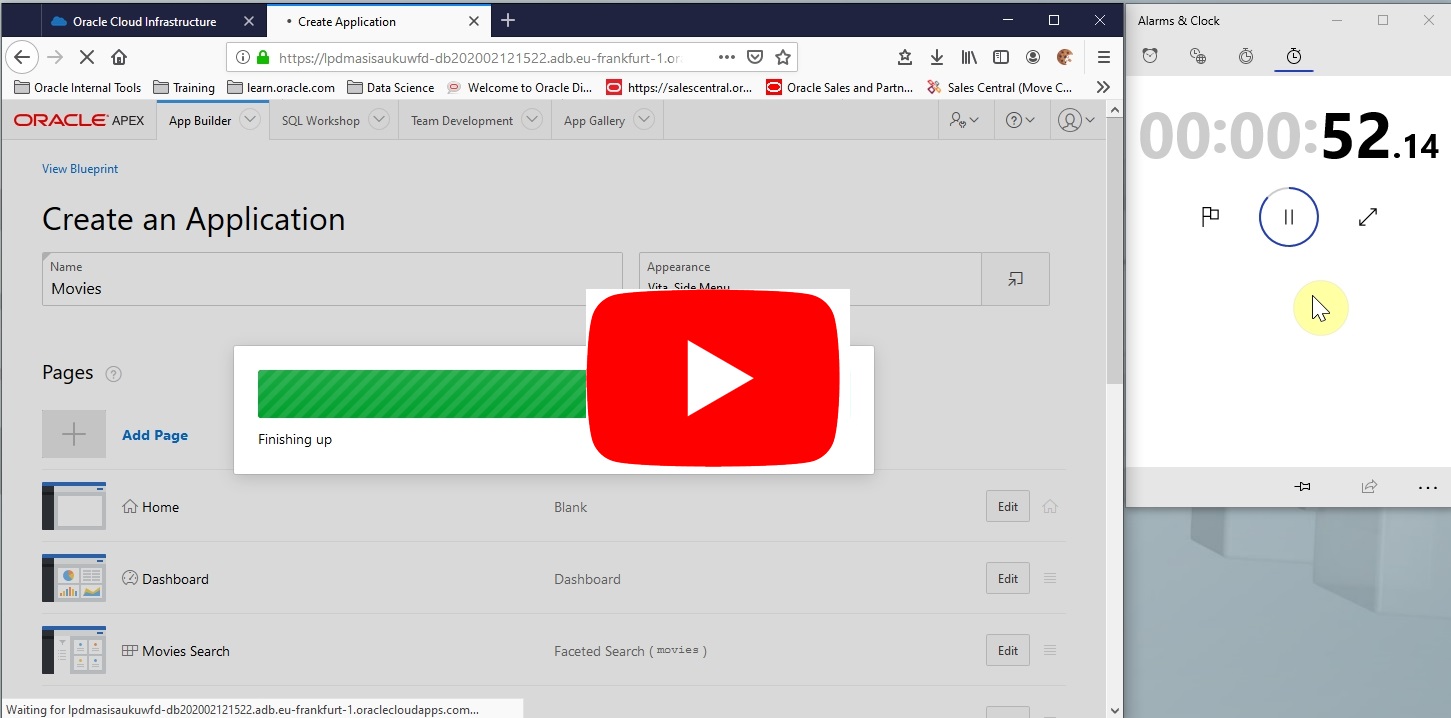 Oracle Cloud Infrastructure
• Create Application
Alarms & Clock
https://lpdmasisaukuwfd-db202002121522.adb.eu-frankfurt-1.or
Oracle Internal Tools
Training
learn.oracle.com
Data Science
Welcome to Oracle Di...
https://salescentral.or...
Oracle Sales and Partn...
Sales Central (Move C...
ORACLE APEX
App Builder
SQL Workshop
Team Development
App Gallery
00:00:52.14
View Blueprint
Create an Application
Name
Movies
Appearance
Vita, Side Menu
Pages
Finishing up
Add Page
Home
Blank
Edit
Dashboard
Dashboard
Edit
Movies Search
Faceted Search ( movies )
Edit
Waiting for lpdmasisaukuwfd-db202002121522.adb.eu-frankfurt-1.oraclecloudapps.com...